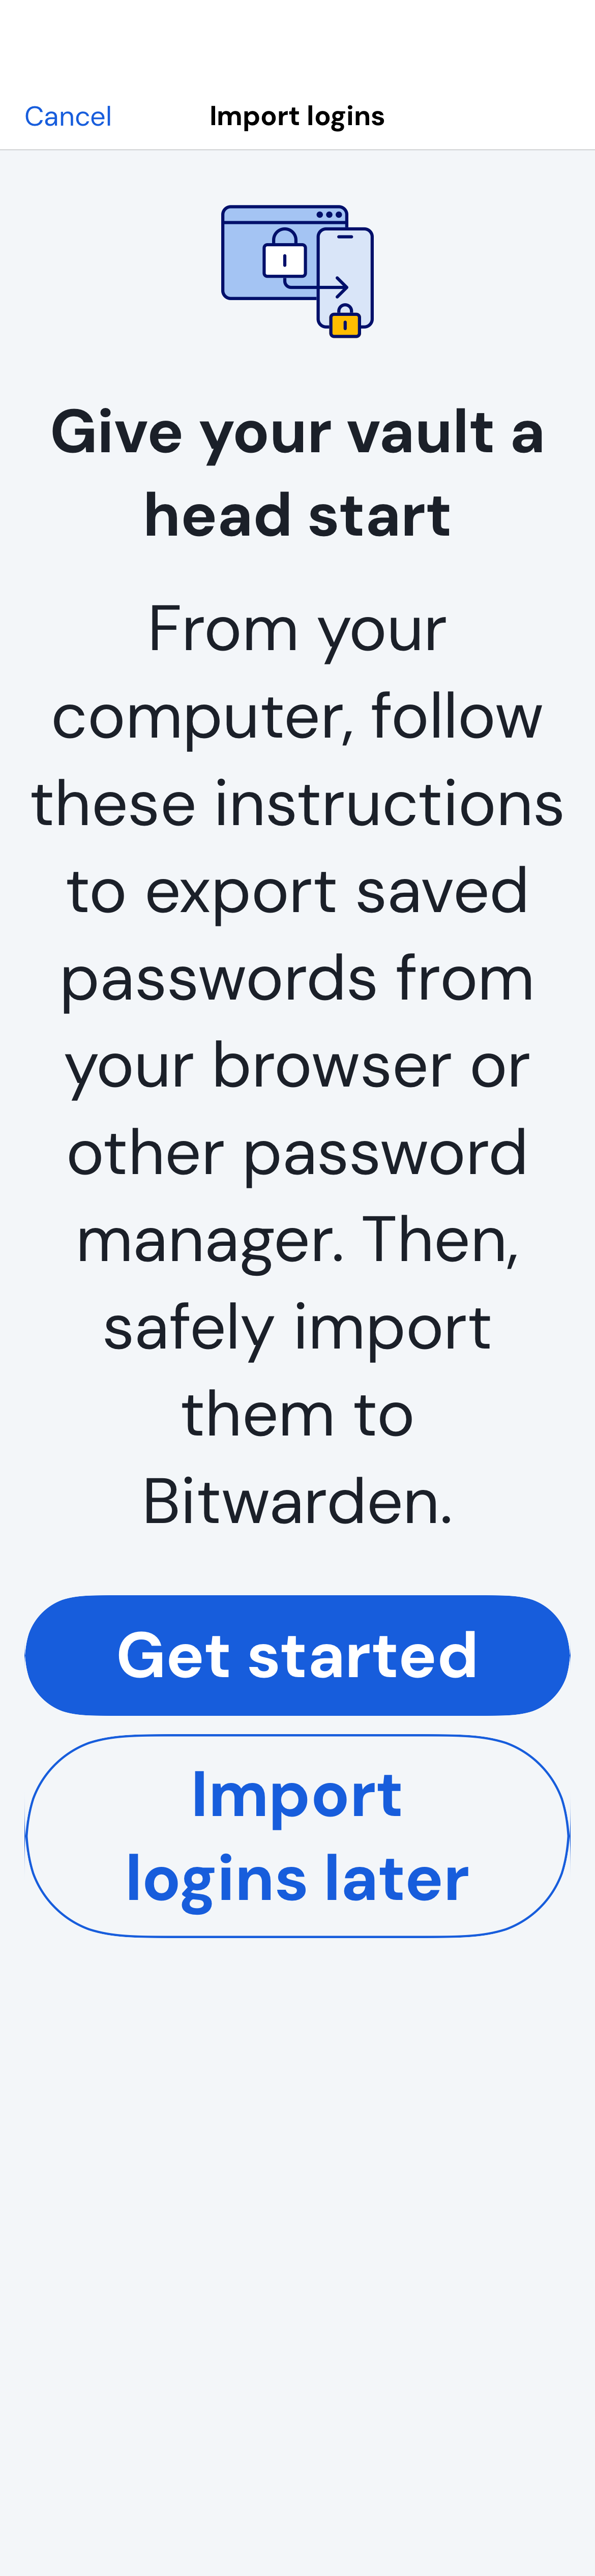 Cancel
Import logins
Give your vault a
head start
From your
computer, follow
these instructions
to export saved
passwords from
your browser or
other password
manager. Then,
safely import
them to
Bitwarden.
Get started
Import
logins later